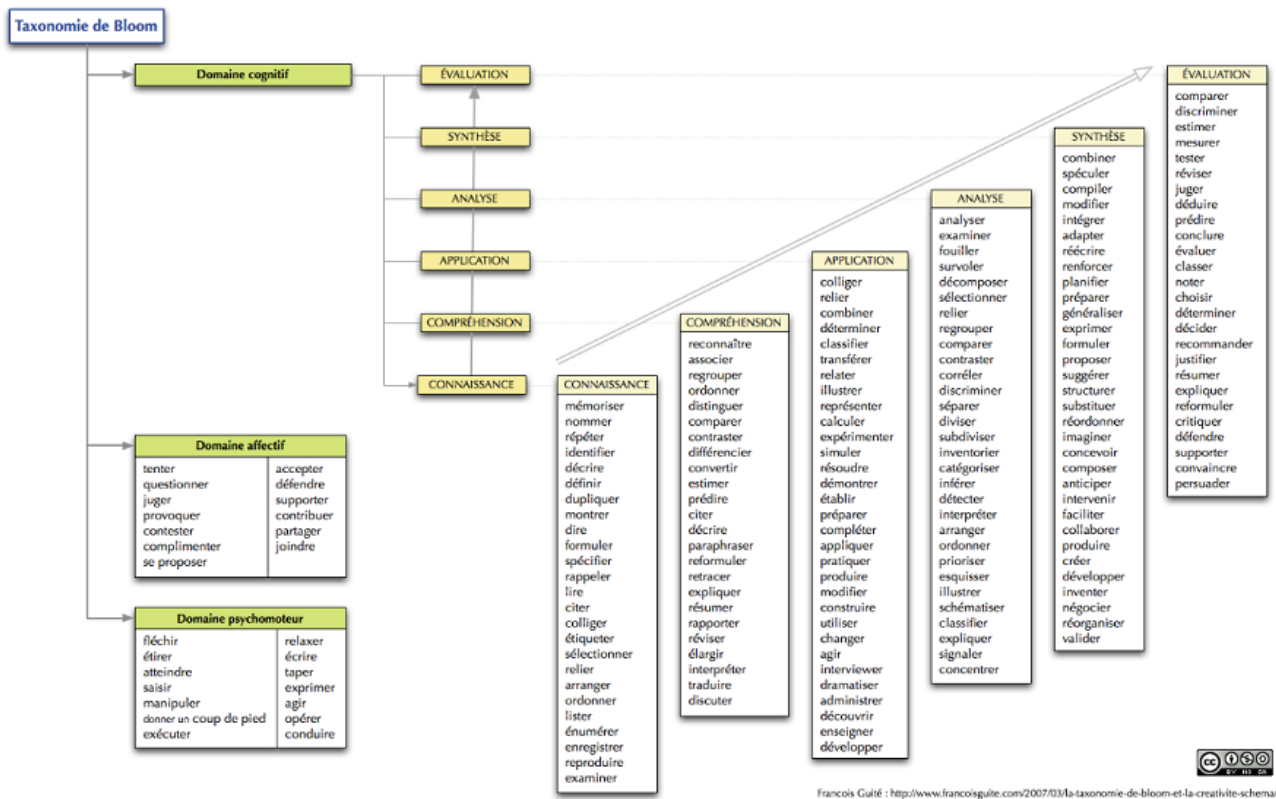 Taxonomie de Bloom
Domaine cognitif
ÉVALUATION
SYNTHÈSE
ANALYSE
APPLICATION
COMPRÉHENSION
CONNAISSANCE
Domaine affectif
tenter
questionner
juger
provoquer
contester
complimenter
se proposer
accepter
défendre
supporter
contribuer
partager
joindre
Domaine psychomoteur
fléchir
étirer
atteindre
saisir
manipuler
donner un coup de pied
exécuter
relaxer
écrire
taper
exprimer
agir
opérer
conduire
CONNAISSANCE
mémoriser
nommer
répéter
identifier
décrire
définir
dupliquer
montrer
dire
formuler
spécifier
rappeler
lire
citer
colliger
étiqueter
sélectionner
relier
arranger
ordonner
lister
énumérer
enregistrer
reproduire
examiner
COMPRÉHENSION
reconnaître
associer
regrouper
ordonner
distinguer
comparer
contraster
différencier
convertir
estimer
prédire
citer
décrire
paraphraser
reformuler
retracer
expliquer
résumer
rapporter
réviser
élargir
interpréter
traduire
discuter
APPLICATION
colliger
relier
combiner
déterminer
classifier
transférer
relater
illustrer
représenter
calculer
expérimenter
simuler
résoudre
démontrer
établir
préparer
compléter
appliquer
pratiquer
produire
modifier
construire
utiliser
changer
agir
interviewer
dramatiser
administrer
découvrir
enseigner
développer
ANALYSE
analyser
examiner
fouiller
survoler
décomposer
sélectionner
relier
regrouper
comparer
contraster
corréler
discriminer
séparer
diviser
subdiviser
inventorier
catégoriser
inférer
détecter
interpréter
arranger
ordonner
prioriser
esquisser
illustrer
schématiser
classifier
expliquer
signaler
concentrer
SYNTHÈSE
combiner
spéculer
compiler
modifier
intégrer
adapter
réécrire
renforcer
planifier
préparer
généraliser
exprimer
formuler
proposer
suggérer
structurer
substituer
réordonner
imaginer
concevoir
composer
anticiper
intervenir
faciliter
collaborer
produire
créer
développer
inventer
négocier
réorganiser
valider
ÉVALUATION
comparer
discriminer
estimer
mesurer
tester
réviser
juger
déduire
prédire
conclure
évaluer
classer
noter
choisir
déterminer
décider
recommander
justifier
résumer
expliquer
reformuler
critiquer
défendre
supporter
convaincre
persuader
cc
BY NC SA
Francois Guité : http://www.francoisguite.com/2007/03/la-taxonomie-de-bloom-et-la-creativite-schema/